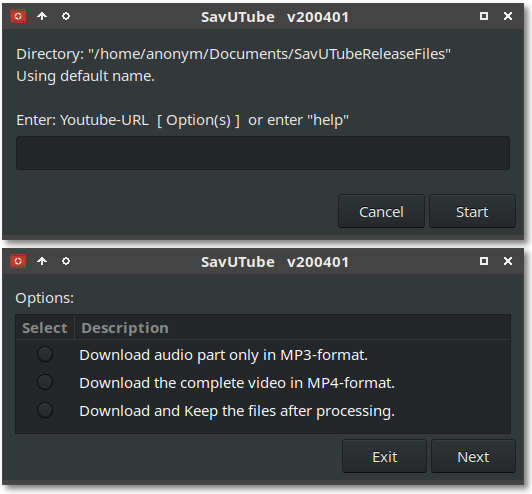 SavUTube v200401
Directory: "/home/anonym/Documents/SavUTubeReleaseFiles"
Using default name.
Enter: Youtube-URL [ Option(s) ] or enter "help"
Cancel Start
SavUTube v200401
Options:
Select Description
Download audio part only in MP3-format.
Download the complete video in MP4-format.
Download and Keep the files after processing.
Exit Next